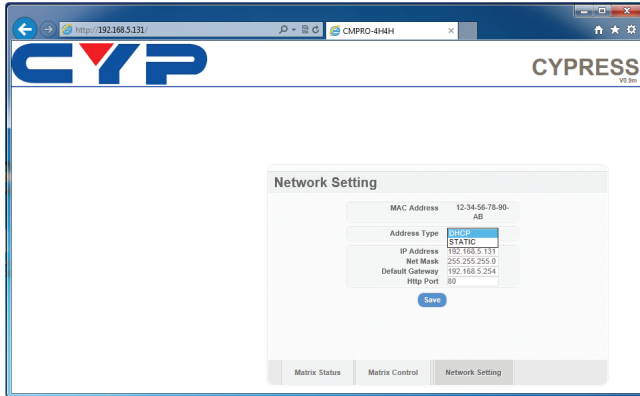 http://192.168.5.131/
CMPRO-4H4H
CYP
CYPRESS
V0.9m
Network Setting
MAC Address 12-34-56-78-90-
AB
Address Type DHCP
STATIC
IP Address 192.168.5.131
Net Mask 255.255.255.0
Default Gateway 192.168.5.254
Http Port 80
Save
Matrix Status Matrix Control Network Setting